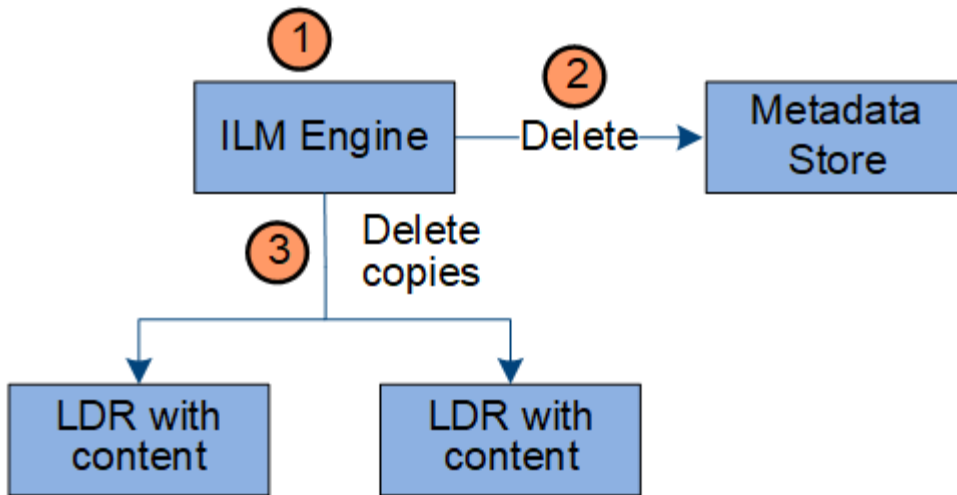 1
2
ILM Engine
Delete
Metadata
Store
3
Delete
copies
LDR with
content
LDR with
content